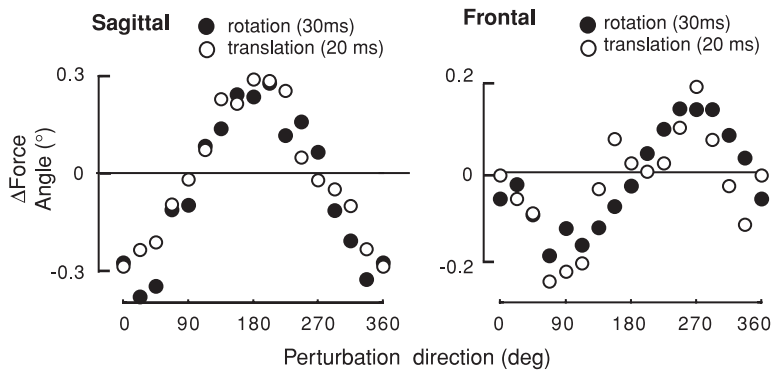 Sagittal
rotation (30ms)
translation (20 ms)
Frontal
rotation (30ms)
translation (20 ms)
0.3
0
-0.3
ΔForce
Angle (°)
0.2
0
-0.2
0 90 180 270 360
0 90 180 270 360
Perturbation direction (deg)